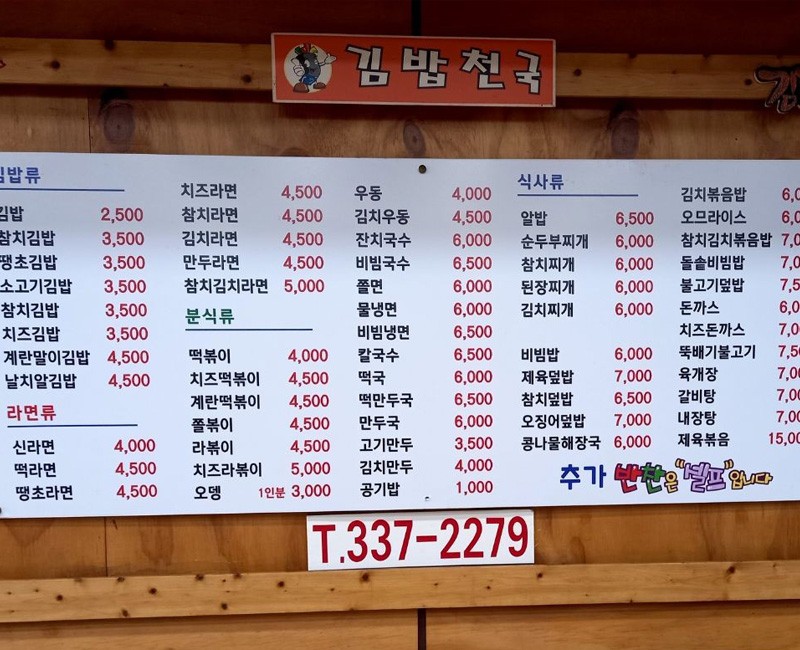 김밥천국
김밥류
김밥 2,500
참치김밥 3,500
땡초김밥 3,500
소고기김밥 3,500
참치김밥 3,500
치즈김밥 3,500
계란말이김밥 4,500
날치알김밥 4,500
라면류
신라면 4,000
떡라면 4,500
땡초라면 4,500
치즈라면 4,500
참치라면 4,500
김치라면 4,500
만두라면 4,500
참치김치라면 5,000
분식류
떡볶이 4,000
치즈떡볶이 4,500
계란떡볶이 4,500
쫄볶이 4,500
라볶이 4,500
치즈라볶이 5,000
오뎅 1인분 3,000
우동 4,000
김치우동 4,500
잔치국수 6,000
비빔국수 6,500
쫄면 6,000
물냉면 6,000
비빔냉면 6,500
칼국수 6,500
떡국 6,000
떡만두국 6,500
만두국 6,000
고기만두 3,500
김치만두 4,000
공기밥 1,000
식사류
알밥 6,500
순두부찌개 6,000
참치찌개 6,000
된장찌개 6,000
김치찌개 6,000
비빔밥 6,000
제육덮밥 7,000
참치덮밥 6,500
오징어덮밥 7,000
콩나물해장국 6,000
김치볶음밥
오므라이스
참치김치볶음밥
돌솥비빔밥
불고기덮밥
돈까스
치즈돈까스
뚝배기불고기
육개장
갈비탕
내장탕
제육볶음
추가 반찬은 "셀프"입니다
T.337-2279